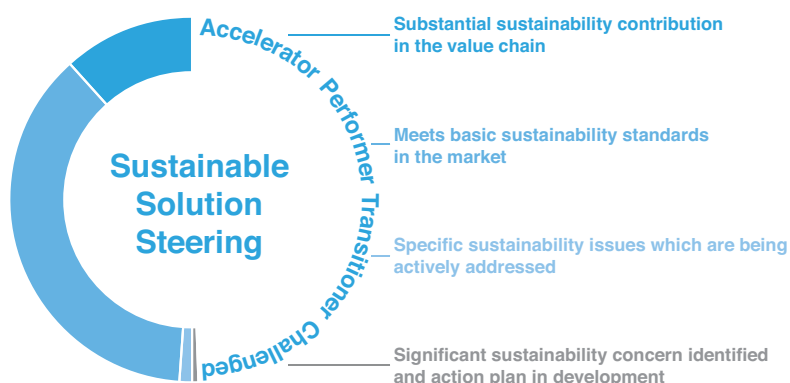 Accelerator
Substantial sustainability contribution
in the value chain
Performer
Meets basic sustainability standards
in the market
Sustainable
Solution
Steering
Transitioner
Specific sustainability issues which are being
actively addressed
Challenged
Significant sustainability concern identified
and action plan in development